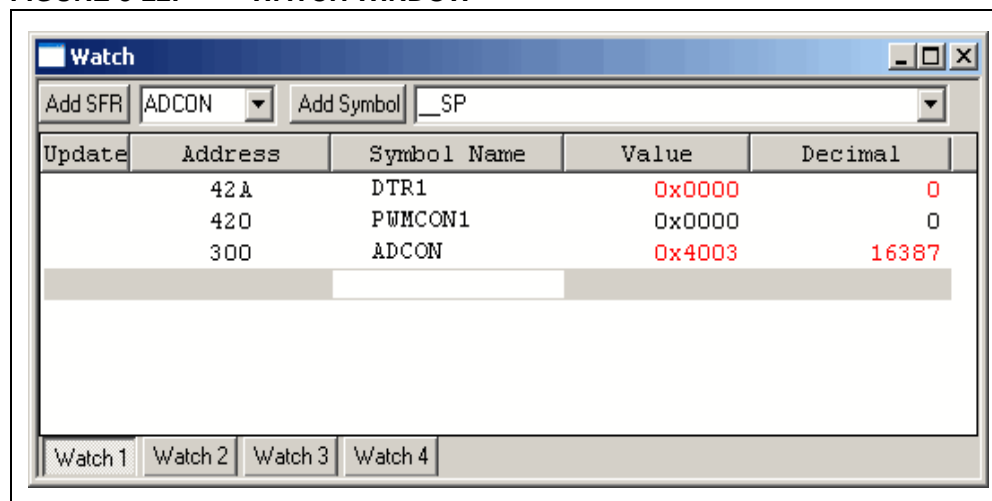 Watch
Add SFR ADCON Add Symbol __SP
Update Address Symbol Name Value Decimal
42A DTR1 0x0000 0
420 PWMCON1 0x0000 0
300 ADCON 0x4003 16387
Watch 1 Watch 2 Watch 3 Watch 4